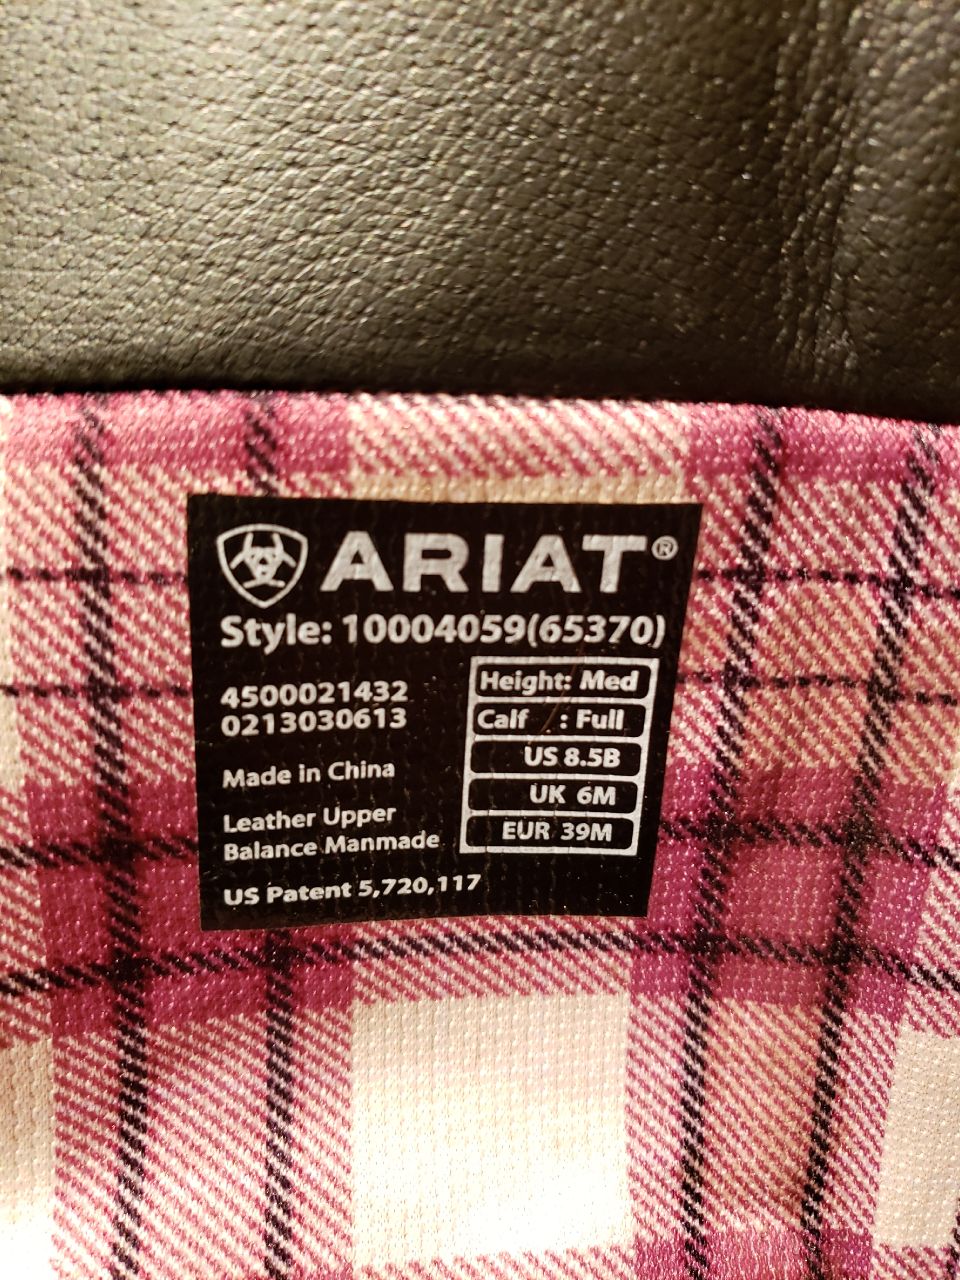 ARIAT®
Style: 10004059(65370)
4500021432
0213030613
Made in China
Leather Upper
Balance Manmade
US Patent 5,720,117
Height: Med
Calf : Full
US 8.5B
UK 6M
EUR 39M